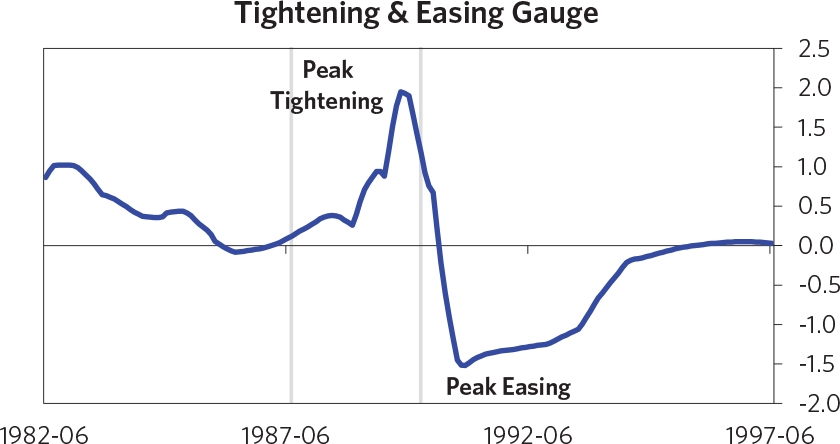 Tightening & Easing Gauge
2.5
Peak
Tightening
2.0
1.5
1.0
0.5
0.0
-0.5
-1.0
Peak Easing
-1.5
-2.0
1982-06 1987-06 1992-06 1997-06